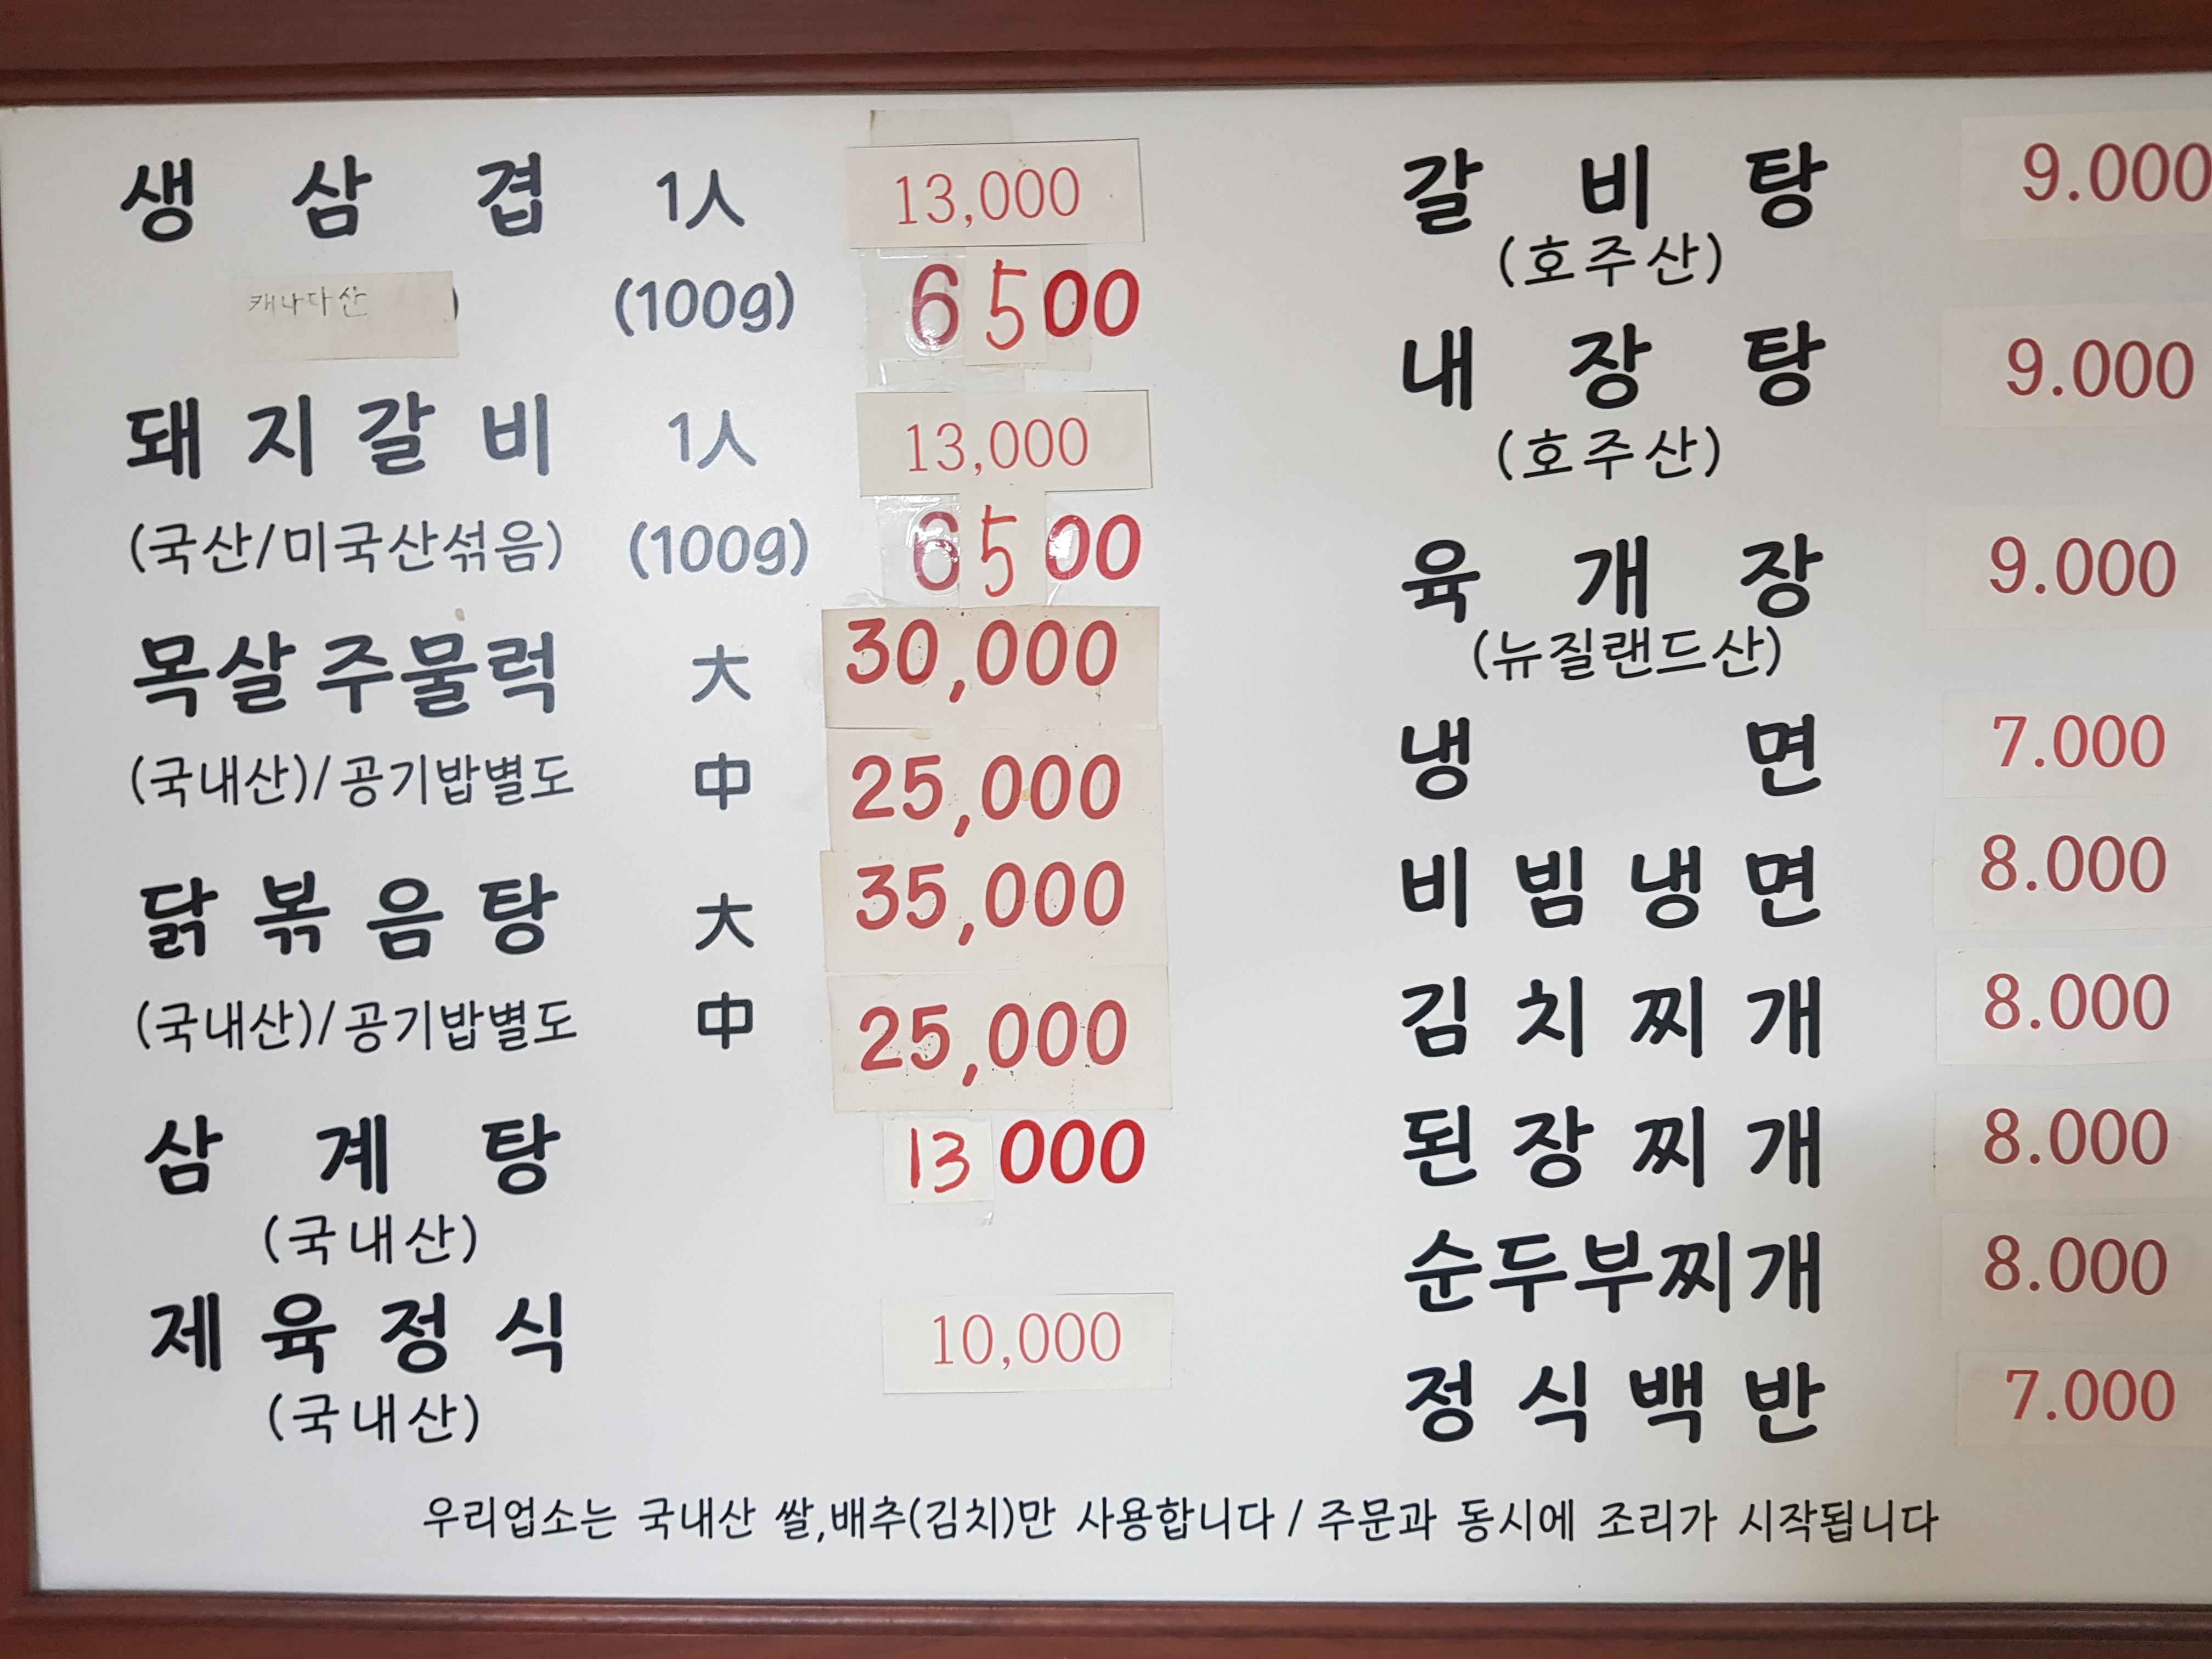 생삼겹 1人 13,000
캐나다산 ) (100g) 6500
돼지갈비 1人 13,000
(국산/미국산섞음) (100g) 6500
목살주물럭 大 30,000
(국내산)/공기밥별도 中 25,000
닭볶음탕 大 35,000
(국내산)/공기밥별도 中 25,000
삼계탕 13000
(국내산)
제육정식 10,000
(국내산)
갈비탕 9.000
(호주산)
내장탕 9.000
(호주산)
육개장 9.000
(뉴질랜드산)
냉면 7.000
비빔냉면 8.000
김치찌개 8.000
된장찌개 8.000
순두부찌개 8.000
정식백반 7.000
우리업소는 국내산 쌀,배추(김치)만 사용합니다 / 주문과 동시에 조리가 시작됩니다